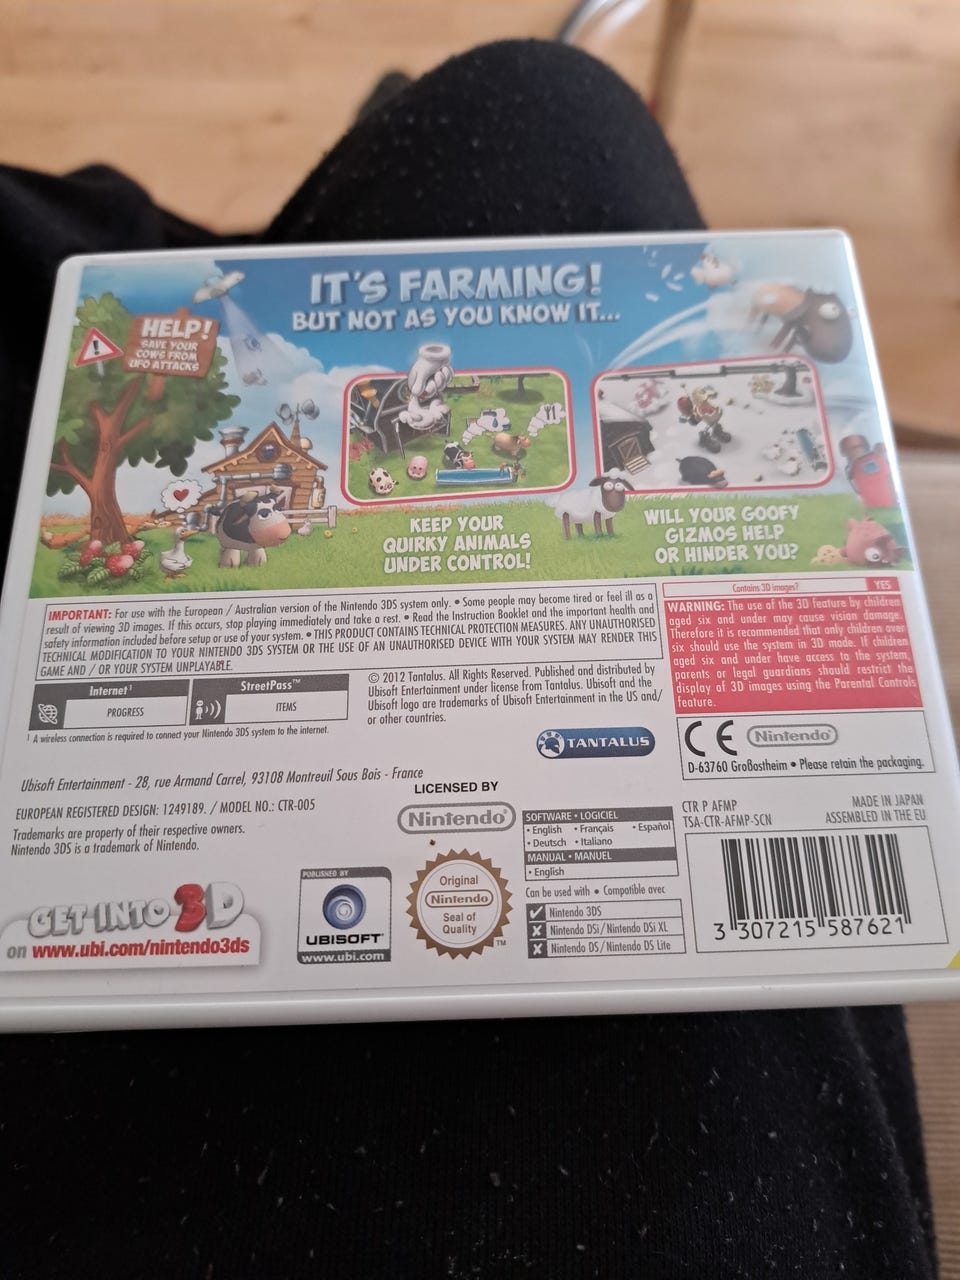 IT'S FARMING!
BUT NOT AS YOU KNOW IT...
HELP!
SAVE YOUR
COWS FROM
UFO ATTACKS
KEEP YOUR
QUIRKY ANIMALS
UNDER CONTROL!
WILL YOUR GOOFY
GIZMOS HELP
OR HINDER YOU?
IMPORTANT: For use with the European / Australian version of the Nintendo 3DS system only. • Some people may become tired or feel ill as a
result of viewing 3D images. If this occurs, stop playing immediately and take a rest. • Read the Instruction Booklet and the important health and
safety information included before setup or use of your system. • THIS PRODUCT CONTAINS TECHNICAL PROTECTION MEASURES. ANY UNAUTHORISED
TECHNICAL MODIFICATION TO YOUR NINTENDO 3DS SYSTEM OR THE USE OF AN UNAUTHORISED DEVICE WITH YOUR SYSTEM MAY RENDER THIS
GAME AND / OR YOUR SYSTEM UNPLAYABLE.
Contains 3D images? YES
WARNING: The use of the 3D feature by children
aged six and under may cause vision damage.
Therefore it is recommended that only children over
six should use the system in 3D mode. If children
aged six and under have access to the system,
parents or legal guardians should restrict the
display of 3D images using the Parental Controls
feature.
Internet¹
PROGRESS
StreetPass™
ITEMS
¹ A wireless connection is required to connect your Nintendo 3DS system to the internet.
© 2012 Tantalus. All Rights Reserved. Published and distributed by
Ubisoft Entertainment under license from Tantalus. Ubisoft and the
Ubisoft logo are trademarks of Ubisoft Entertainment in the US and/
or other countries.
TANTALUS
CE Nintendo
D-63760 Großostheim • Please retain the packaging.
Ubisoft Entertainment - 28, rue Armand Carrel, 93108 Montreuil Sous Bois - France
EUROPEAN REGISTERED DESIGN: 1249189. / MODEL NO.: CTR-005
Trademarks are property of their respective owners.
Nintendo 3DS is a trademark of Nintendo.
LICENSED BY
Nintendo
SOFTWARE • LOGICIEL
• English • Français • Español
• Deutsch • Italiano
MANUAL • MANUEL
• English
Can be used with • Compatible avec
Nintendo 3DS
Nintendo DSi/Nintendo DSi XL
Nintendo DS/Nintendo DS Lite
CTR P AFMP
TSA-CTR-AFMP-SCN
MADE IN JAPAN
ASSEMBLED IN THE EU
3 307215 587621
GET INTO 3D
on www.ubi.com/nintendo3ds
PUBLISHED BY
UBISOFT
www.ubi.com
Original
Nintendo
Seal of
Quality
TM